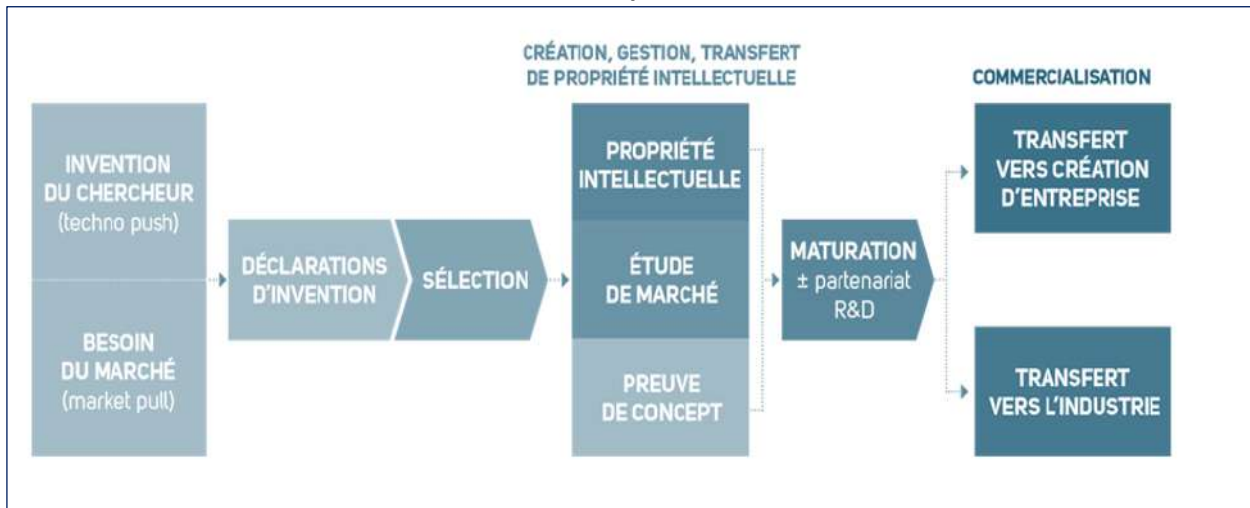 CRÉATION, GESTION, TRANSFERT
DE PROPRIÉTÉ INTELLECTUELLE
COMMERCIALISATION
INVENTION
DU CHERCHEUR
(techno push)
BESOIN
DU MARCHÉ
(market pull)
DÉCLARATIONS
D'INVENTION
SÉLECTION
PROPRIÉTÉ
INTELLECTUELLE
ÉTUDE
DE MARCHÉ
PREUVE
DE CONCEPT
MATURATION
± partenariat
R&D
TRANSFERT
VERS CRÉATION
D'ENTREPRISE
TRANSFERT
VERS L'INDUSTRIE